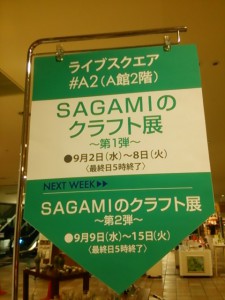 ライブスクエア
#A2(A館2階)
SAGAMIの
クラフト展
～第1弾～
●9月2日(水)～8日(火)
〈最終日5時終了〉
NEXT WEEK▶▶
SAGAMIのクラフト展
～第2弾～
●9月9日(水)～15日(火)
〈最終日5時終了〉